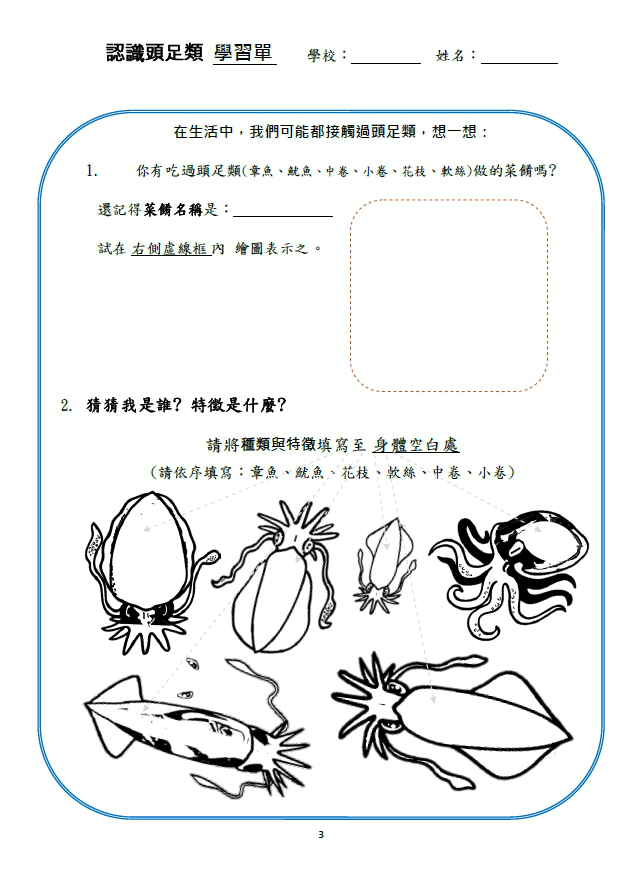 認識頭足類 學習單 學校：________ 姓名：_________
在生活中，我們可能都接觸過頭足類，想一想：
1. 你有吃過頭足類(章魚、魷魚、中卷、小卷、花枝、軟絲)做的菜餚嗎?
還記得菜餚名稱是：____________
試在 右側虛線框內 繪圖表示之。
2. 猜猜我是誰? 特徵是什麼?
請將種類與特徵填寫至 身體空白處
(請依序填寫：章魚、魷魚、花枝、軟絲、中卷、小卷)
3